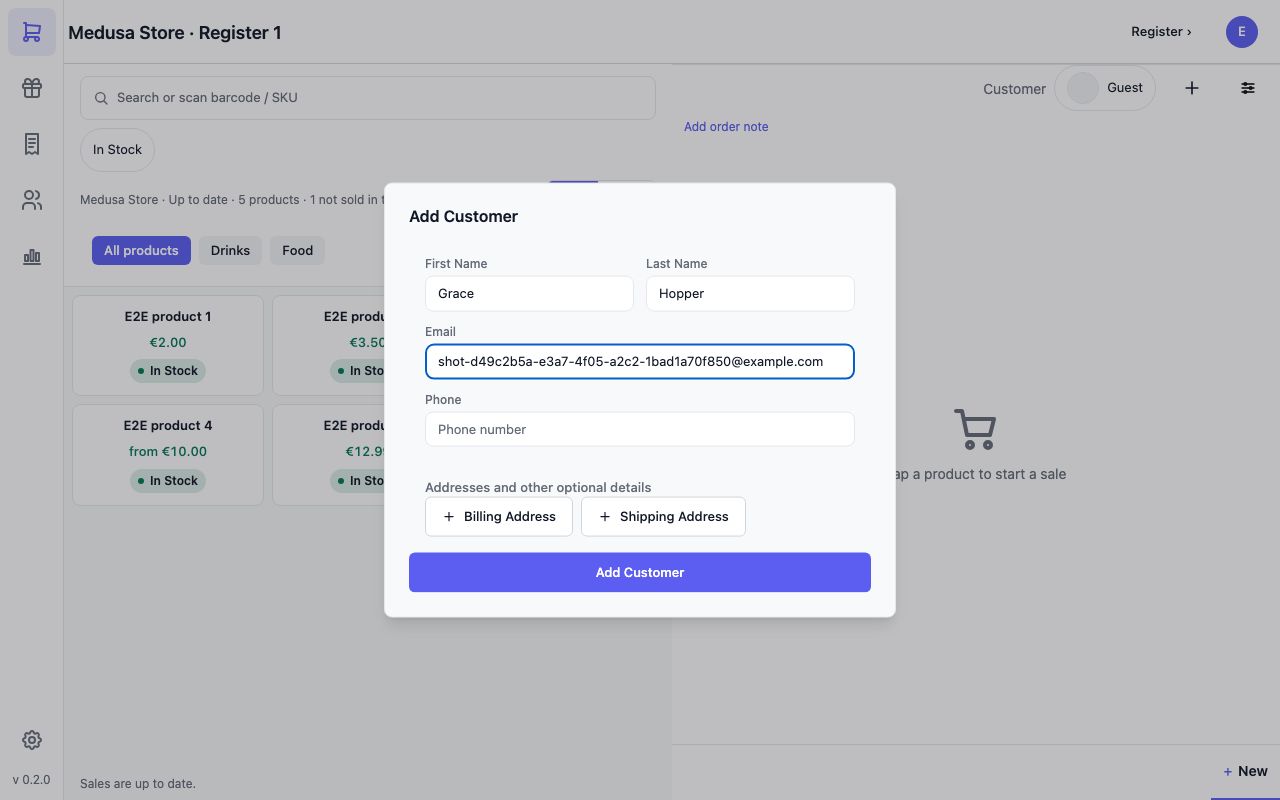 Medusa Store · Register 1
Register ›
E
Search or scan barcode / SKU
Customer
Guest
Add order note
In Stock
Medusa Store · Up to date · 5 products · 1 not sold in
All products
Drinks
Food
E2E product 1
€2.00
In Stock
E2E
€3.50
In
E2E product 4
from €10.00
In Stock
E2E
In
Add Customer
First Name
Last Name
Grace
Hopper
Email
shot-d49c2b5a-e3a7-4f05-a2c2-1bad1a70f850@example.com
Phone
Phone number
Addresses and other optional details
+ Billing Address
+ Shipping Address
Add Customer
a product to start a sale
v 0.2.0
Sales are up to date.
+ New